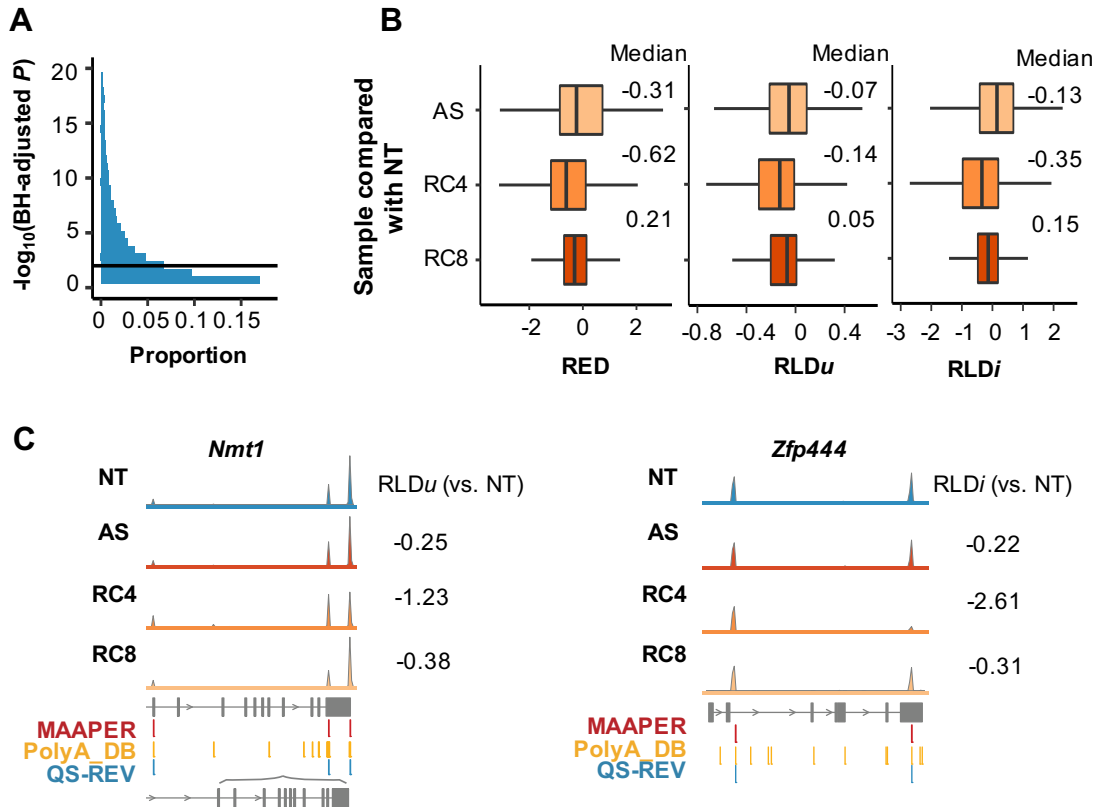 A
-log10(BH-adjusted P)
20
15
10
5
0
0 0.05 0.1 0.15
Proportion
B
Sample compared
with NT
AS
RC4
RC8
Median
-0.31
-0.62
0.21
-2 0 2
RED
Median
-0.07
-0.14
0.05
-0.8 -0.4 0 0.4
RLDu
Median
-0.13
-0.35
0.15
-3 -2 -1 0 1 2
RLDi
C
Nmt1
NT
RLDu (vs. NT)
AS
-0.25
RC4
-1.23
RC8
-0.38
MAAPER
PolyA_DB
QS-REV
Zfp444
NT
RLDi (vs. NT)
AS
-0.22
RC4
-2.61
RC8
-0.31
MAAPER
PolyA_DB
QS-REV